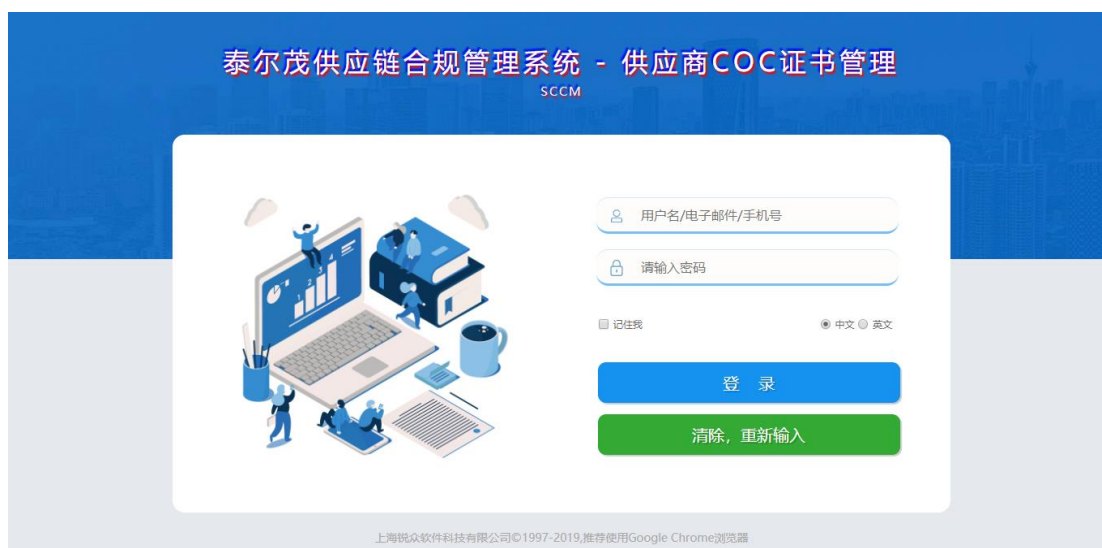 泰尔茂供应链合规管理系统 - 供应商COC证书管理
SCCM
用户名/电子邮件/手机号
请输入密码
记住我 中文 英文
登 录
清除，重新输入
1 2 3 4
上海锐众软件科技有限公司©1997-2019,推荐使用Google Chrome浏览器